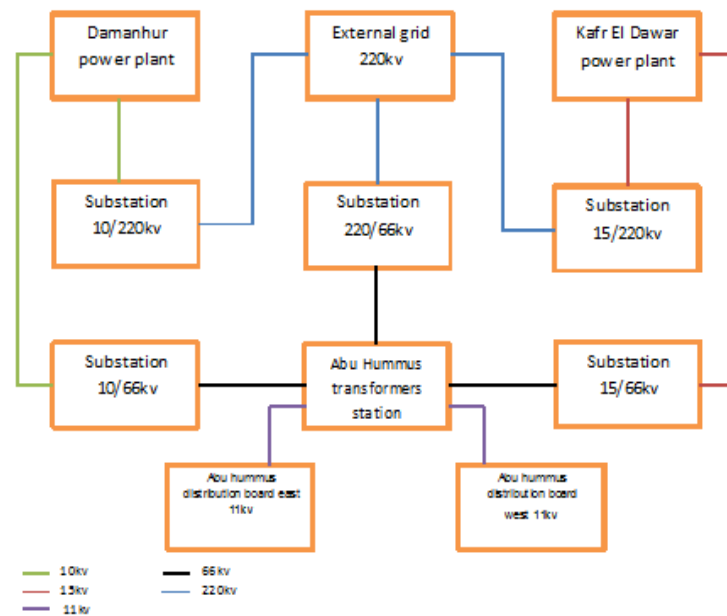 Damanhur
power plant
External grid
220kv
Kafr El Dawar
power plant
Substation
10/220kv
Substation
220/66kv
Substation
15/220kv
Substation
10/66kv
Abu Hummus
transformers
station
Substation
15/66kv
Abu hummus
distribution board east
11kv
Abu hummus
distribution board
west 11kv
10kv
66kv
15kv
220kv
11kv